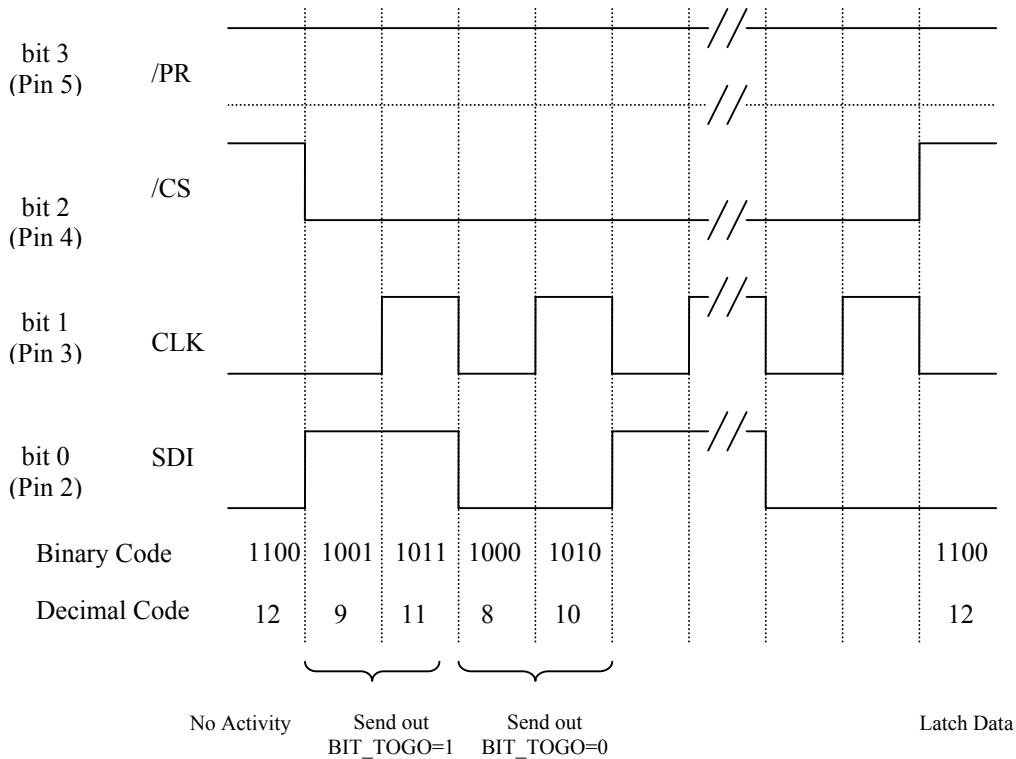 bit 3
(Pin 5)
/PR
bit 2
(Pin 4)
/CS
bit 1
(Pin 3)
CLK
bit 0
(Pin 2)
SDI
Binary Code 1100 1001 1011 1000 1010 1100
Decimal Code 12 9 11 8 10 12
No Activity
Send out
BIT_TOGO=1
Send out
BIT_TOGO=0
Latch Data